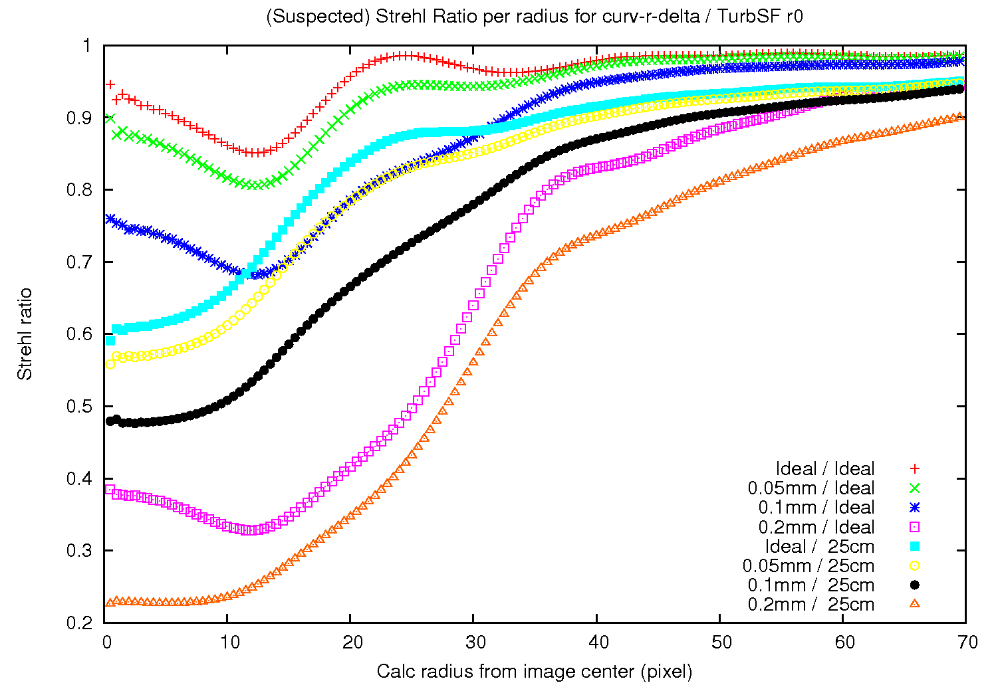 (Suspected) Strehl Ratio per radius for curv-r-delta / TurbSF r0
1
0.9
0.8
0.7
0.6
0.5
0.4
0.3
0.2
Strehl ratio
Ideal / Ideal
0.05mm / Ideal
0.1mm / Ideal
0.2mm / Ideal
Ideal / 25cm
0.05mm / 25cm
0.1mm / 25cm
0.2mm / 25cm
0 10 20 30 40 50 60 70
Calc radius from image center (pixel)